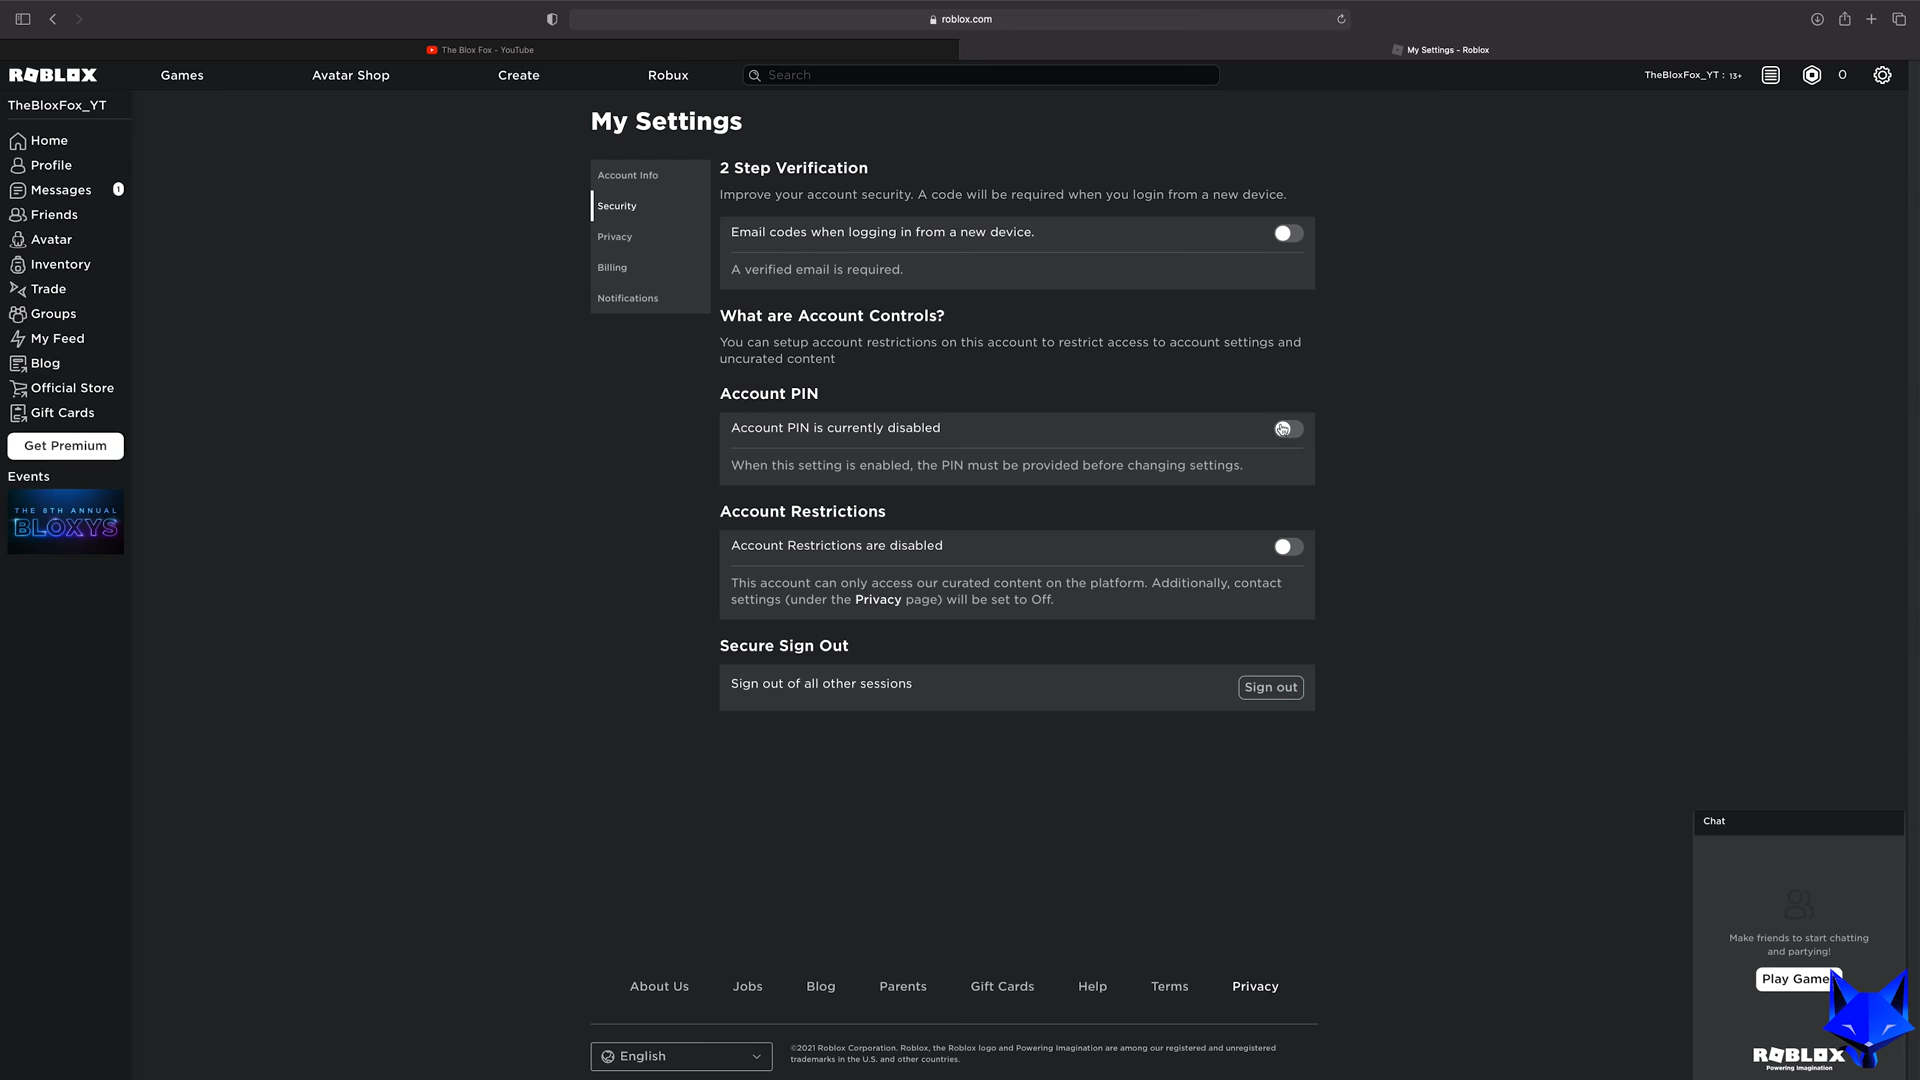 roblox.com
The Blox Fox - YouTube
My Settings - Roblox
ROBLOX
Games
Avatar Shop
Create
Robux
Search
TheBloxFox_YT : 13+
0
TheBloxFox_YT
Home
Profile
Messages
1
Friends
Avatar
Inventory
Trade
Groups
My Feed
Blog
Official Store
Gift Cards
Get Premium
Events
THE 8TH ANNUAL
BLOXYS
My Settings
Account Info
Security
Privacy
Billing
Notifications
2 Step Verification
Improve your account security. A code will be required when you login from a new device.
Email codes when logging in from a new device.
A verified email is required.
What are Account Controls?
You can setup account restrictions on this account to restrict access to account settings and
uncurated content
Account PIN
Account PIN is currently disabled
When this setting is enabled, the PIN must be provided before changing settings.
Account Restrictions
Account Restrictions are disabled
This account can only access our curated content on the platform. Additionally, contact
settings (under the Privacy page) will be set to Off.
Secure Sign Out
Sign out of all other sessions
Sign out
Chat
Make friends to start chatting
and partying!
Play Game
ROBLOX
Powering Imagination
About Us
Jobs
Blog
Parents
Gift Cards
Help
Terms
Privacy
English
©2021 Roblox Corporation. Roblox, the Roblox logo and Powering Imagination are among our registered and unregistered
trademarks in the U.S. and other countries.